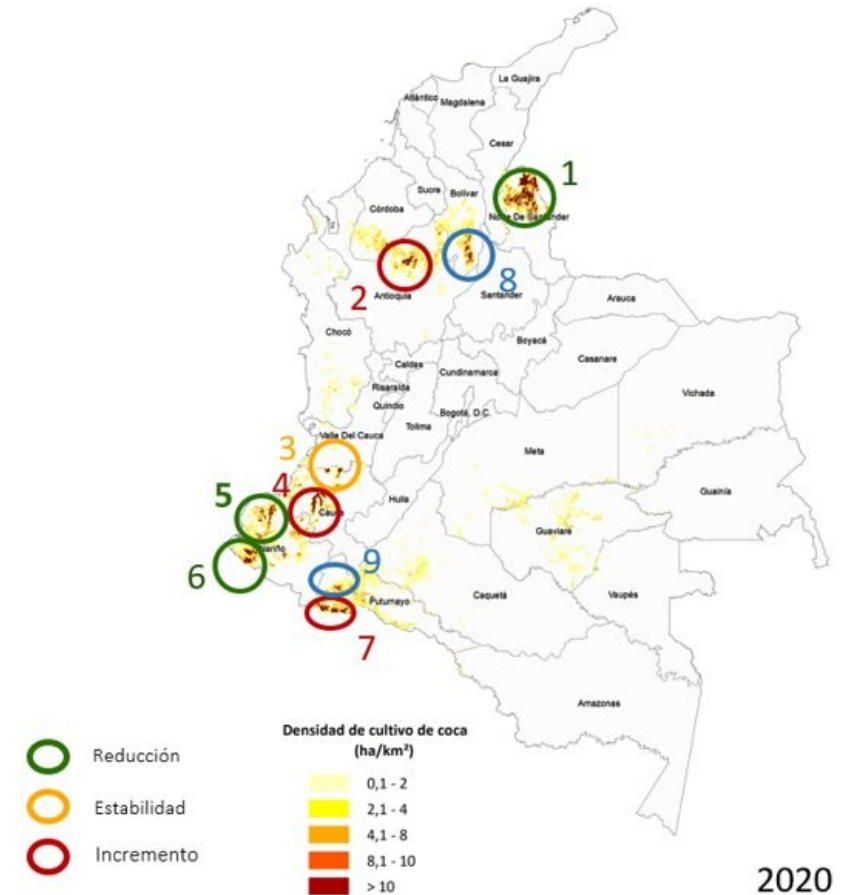 La Guajira
Atlántico
Magdalena
Cesar
1
Sucre
Bolívar
Córdoba
Norte De Santander
8
2
Antioquia
Santander
Arauca
Chocó
Boyacá
Caldas
Casanare
Cundinamarca
Risaralda
Vichada
Quindío
Bogotá, D.C.
Tolima
Valle Del Cauca
3
Meta
4
5
Huila
Guainía
Cauca
Guaviare
Nariño
9
6
Putumayo
Caquetá
Vaupés
7
Amazonas
Densidad de cultivo de coca
(ha/km²)
Reducción
0,1 - 2
Estabilidad
2,1 - 4
4,1 - 8
Incremento
8,1 - 10
> 10
2020